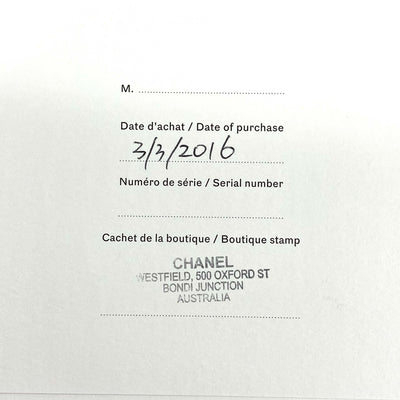 M.
Date d'achat / Date of purchase
3/3/2016
Numéro de série / Serial number
Cachet de la boutique / Boutique stamp
CHANEL
WESTFIELD, 500 OXFORD ST
BONDI JUNCTION
AUSTRALIA